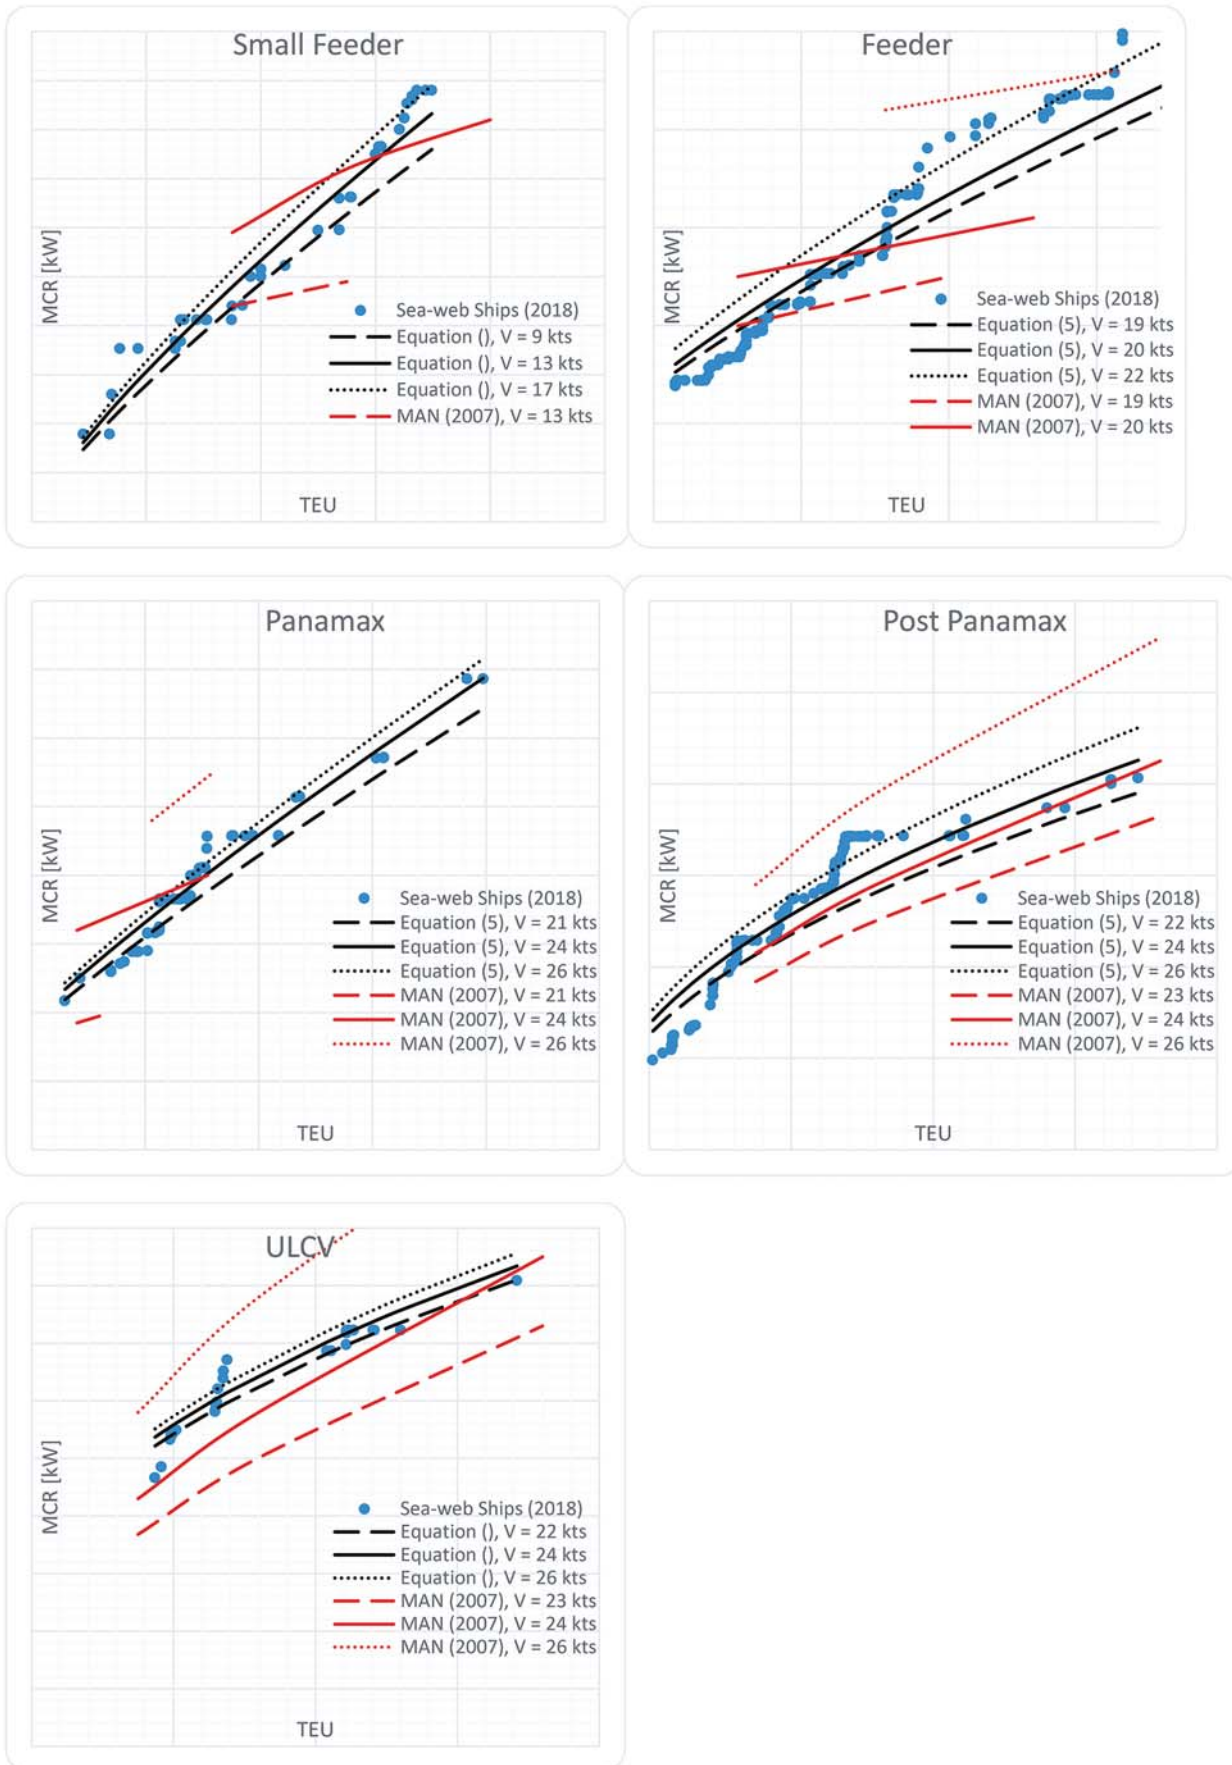 Small Feeder
MCR [kW]
Sea-web Ships (2018)
Equation (), V = 9 kts
Equation (), V = 13 kts
Equation (), V = 17 kts
MAN (2007), V = 13 kts
TEU
Feeder
MCR [kW]
Sea-web Ships (2018)
Equation (5), V = 19 kts
Equation (5), V = 20 kts
Equation (5), V = 22 kts
MAN (2007), V = 19 kts
MAN (2007), V = 20 kts
TEU
Panamax
MCR [kW]
Sea-web Ships (2018)
Equation (5), V = 21 kts
Equation (5), V = 24 kts
Equation (5), V = 26 kts
MAN (2007), V = 21 kts
MAN (2007), V = 24 kts
MAN (2007), V = 26 kts
TEU
Post Panamax
MCR [kW]
Sea-web Ships (2018)
Equation (5), V = 22 kts
Equation (5), V = 24 kts
Equation (5), V = 26 kts
MAN (2007), V = 23 kts
MAN (2007), V = 24 kts
MAN (2007), V = 26 kts
TEU
ULCV
MCR [kW]
Sea-web Ships (2018)
Equation (), V = 22 kts
Equation (), V = 24 kts
Equation (), V = 26 kts
MAN (2007), V = 23 kts
MAN (2007), V = 24 kts
MAN (2007), V = 26 kts
TEU